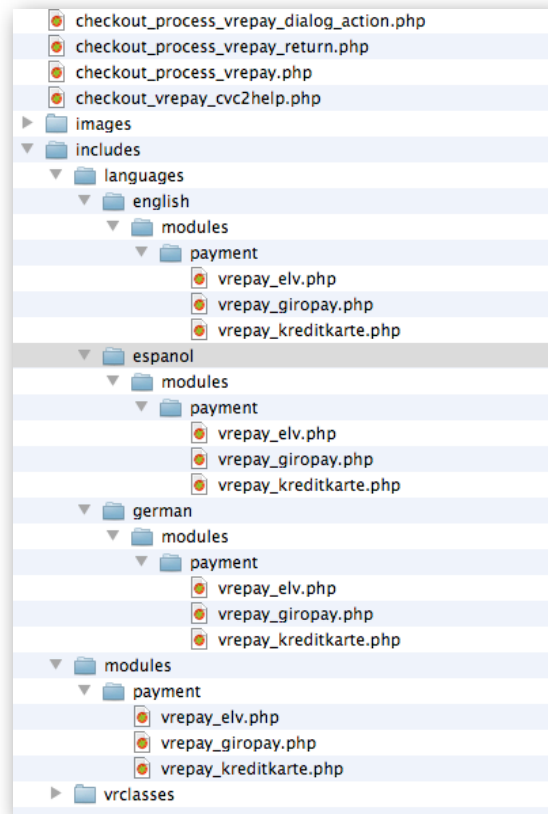 checkout_process_vrepay_dialog_action.php
checkout_process_vrepay_return.php
checkout_process_vrepay.php
checkout_vrepay_cvc2help.php
images
includes
languages
english
modules
payment
vrepay_elv.php
vrepay_giropay.php
vrepay_kreditkarte.php
espanol
modules
payment
vrepay_elv.php
vrepay_giropay.php
vrepay_kreditkarte.php
german
modules
payment
vrepay_elv.php
vrepay_giropay.php
vrepay_kreditkarte.php
modules
payment
vrepay_elv.php
vrepay_giropay.php
vrepay_kreditkarte.php
vrclasses